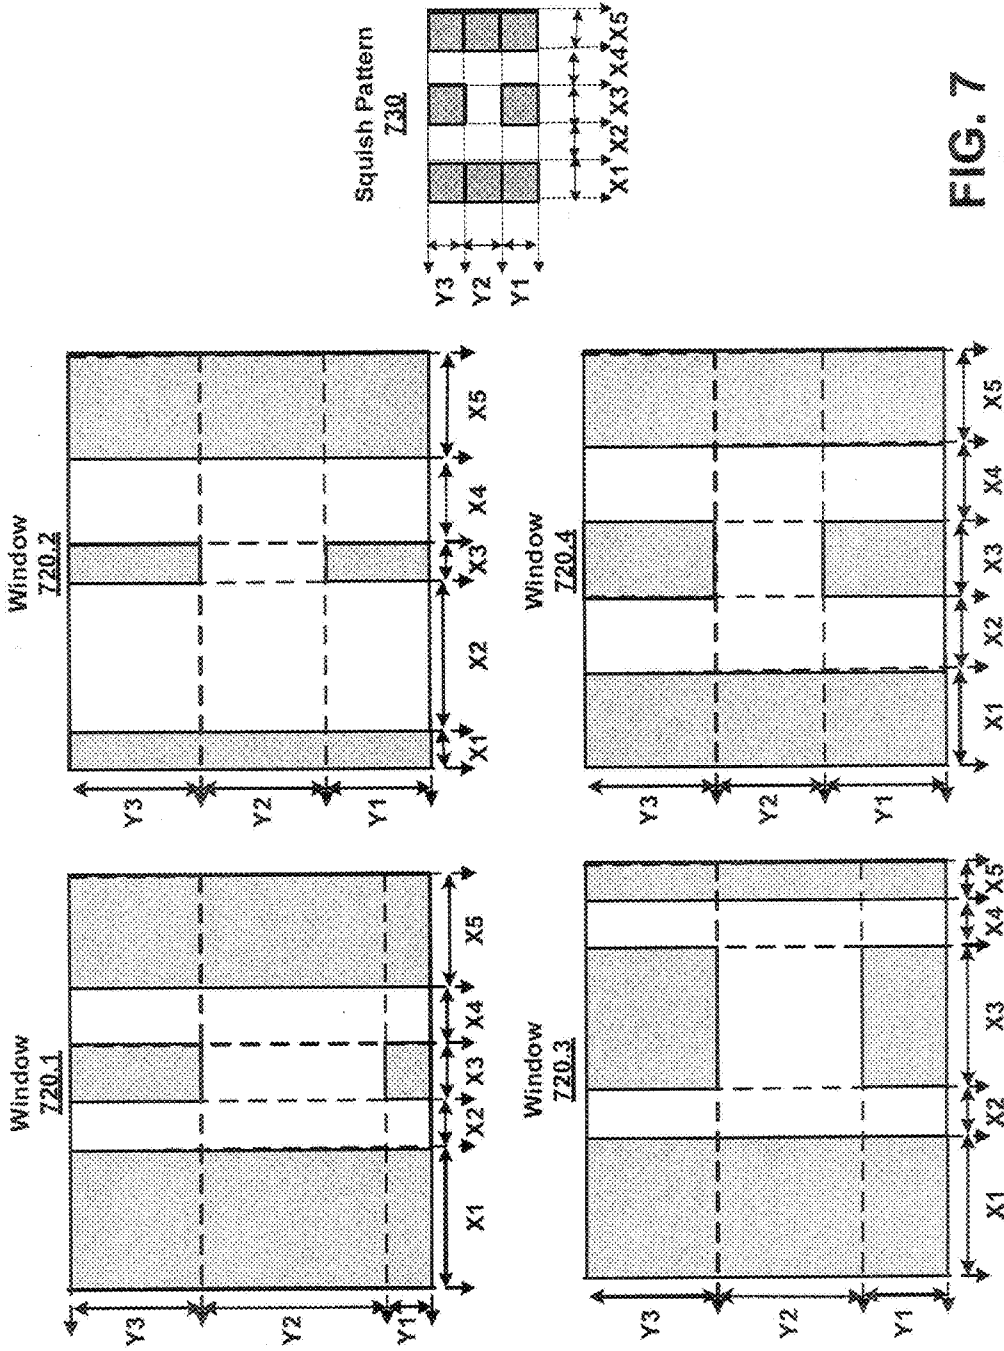 Window
720.1
Y3
Y2
Y1
X1
X2
X3
X4
X5
Window
720.2
Y3
Y2
Y1
X1
X2
X3
X4
X5
Window
720.3
Y3
Y2
Y1
X1
X2
X3
X4
X5
Window
720.4
Y3
Y2
Y1
X1
X2
X3
X4
X5
Squish Pattern
730
Y3
Y2
Y1
X1
X2
X3
X4
X5
FIG. 7